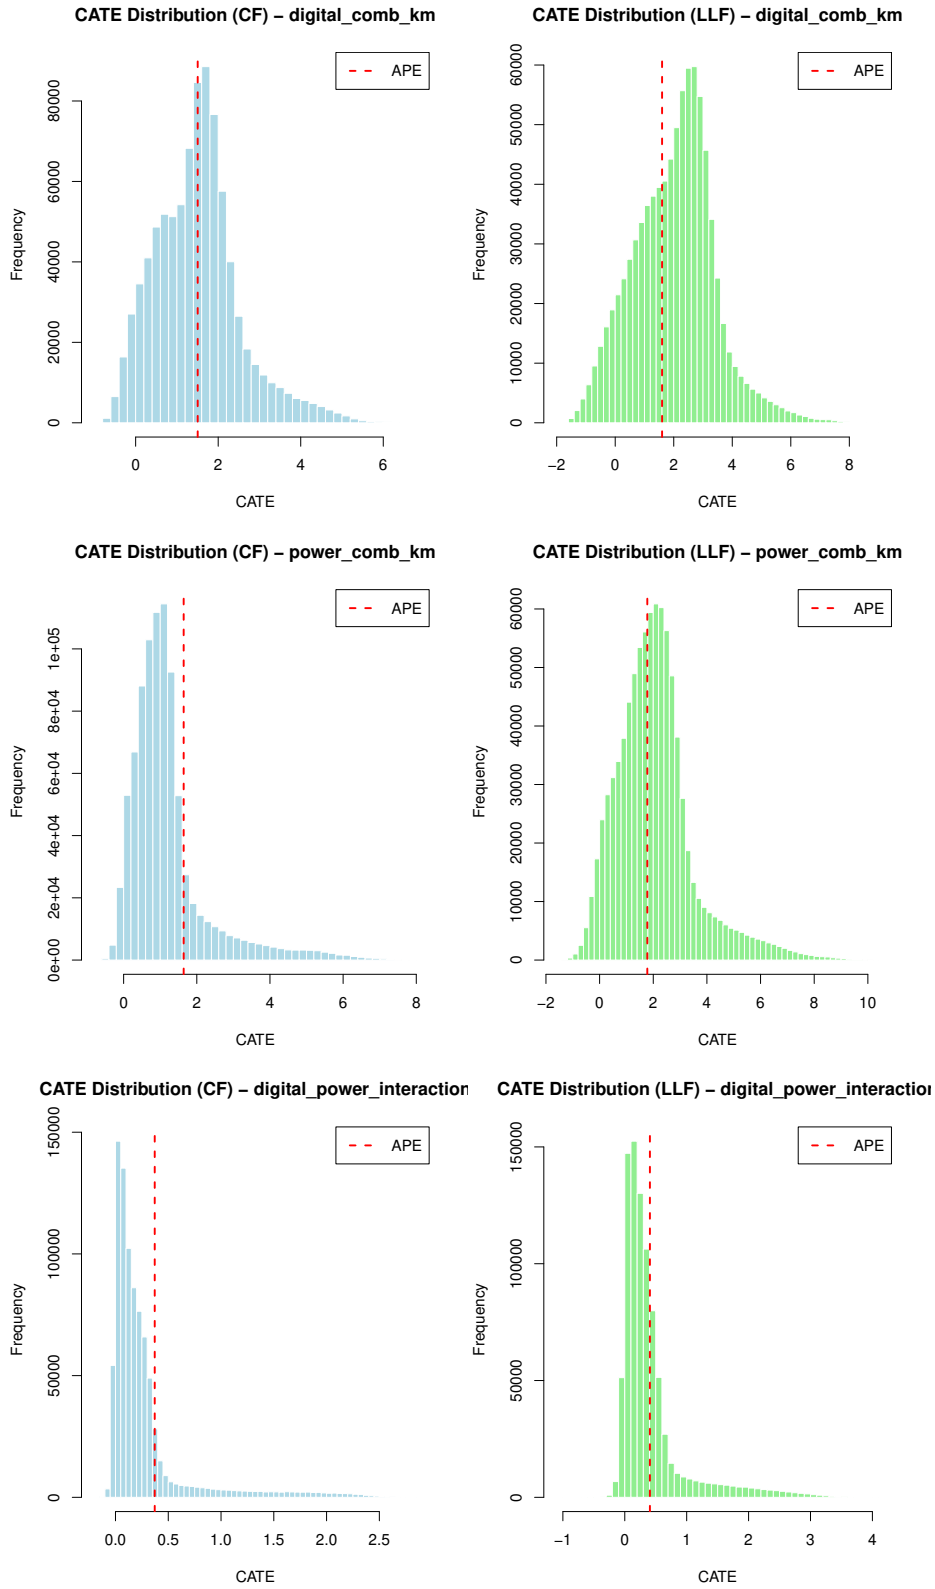 CATE Distribution (CF) − digital_comb_km
APE
Frequency
0 20000 40000 60000 80000
0 2 4 6
CATE
CATE Distribution (LLF) − digital_comb_km
APE
Frequency
0 10000 20000 30000 40000 50000 60000
−2 0 2 4 6 8
CATE
CATE Distribution (CF) − power_comb_km
APE
Frequency
0e+00 2e+04 4e+04 6e+04 8e+04 1e+05
0 2 4 6 8
CATE
CATE Distribution (LLF) − power_comb_km
APE
Frequency
0 10000 20000 30000 40000 50000 60000
−2 0 2 4 6 8 10
CATE
CATE Distribution (CF) − digital_power_interaction
APE
Frequency
0 50000 100000 150000
0.0 0.5 1.0 1.5 2.0 2.5
CATE
CATE Distribution (LLF) − digital_power_interaction
APE
Frequency
0 50000 100000 150000
−1 0 1 2 3 4
CATE